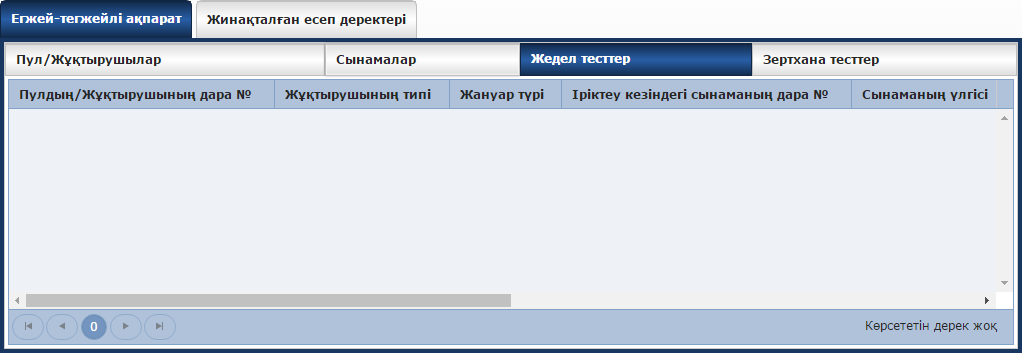 Егжей-тегжейлі ақпарат Жинақталған есеп деректері
Пул/Жұқтырушылар Сынамалар Жедел тесттер Зертхана тесттер
Пулдың/Жұқтырушының дара № Жұқтырушының типі Жануар түрі Іріктеу кезіндегі сынаманың дара № Сынаманың үлгісі
0 Көрсететін дерек жоқ